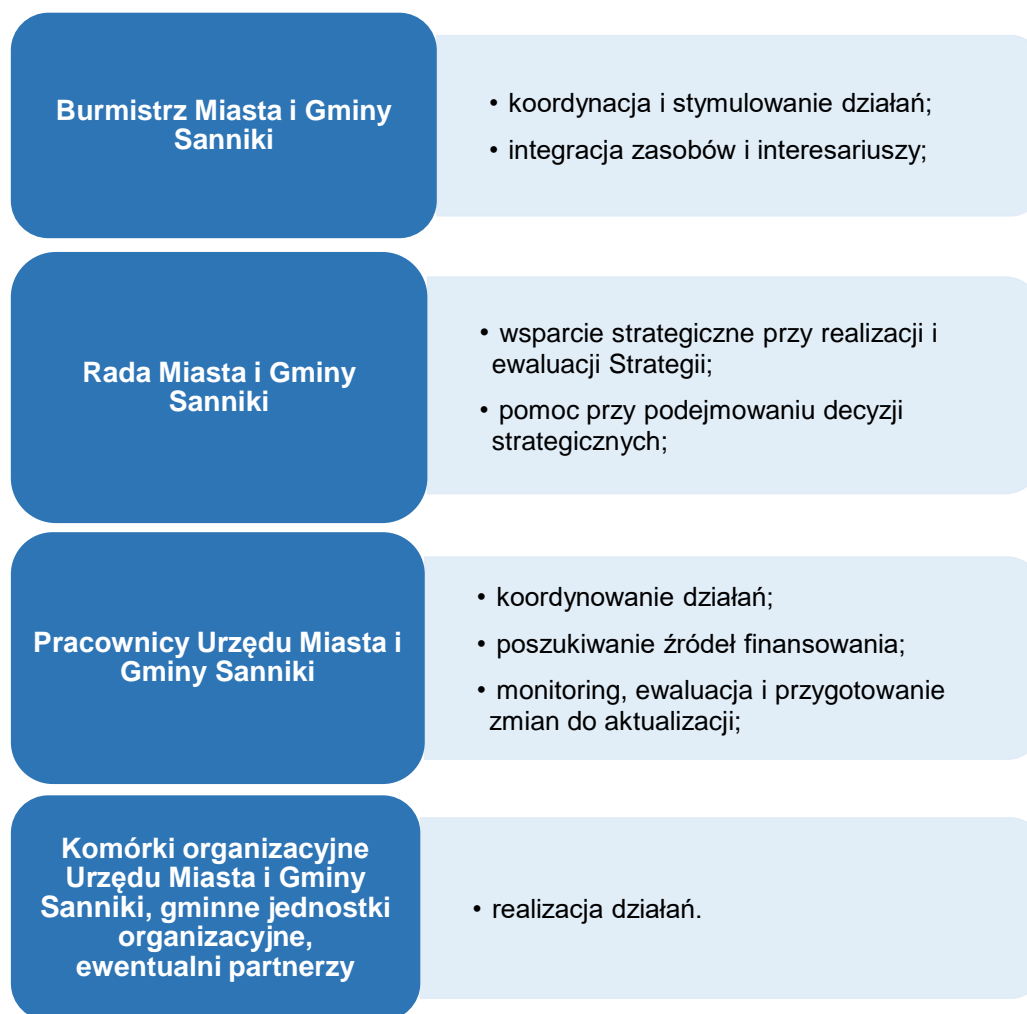 Burmistrz Miasta i Gminy
Sanniki
• koordynacja i stymulowanie działań;
• integracja zasobów i interesariuszy;
Rada Miasta i Gminy
Sanniki
• wsparcie strategiczne przy realizacji i
ewaluacji Strategii;
• pomoc przy podejmowaniu decyzji
strategicznych;
Pracownicy Urzędu Miasta i
Gminy Sanniki
• koordynowanie działań;
• poszukiwanie źródeł finansowania;
• monitoring, ewaluacja i przygotowanie
zmian do aktualizacji;
Komórki organizacyjne
Urzędu Miasta i Gminy
Sanniki, gminne jednostki
organizacyjne,
ewentualni partnerzy
• realizacja działań.